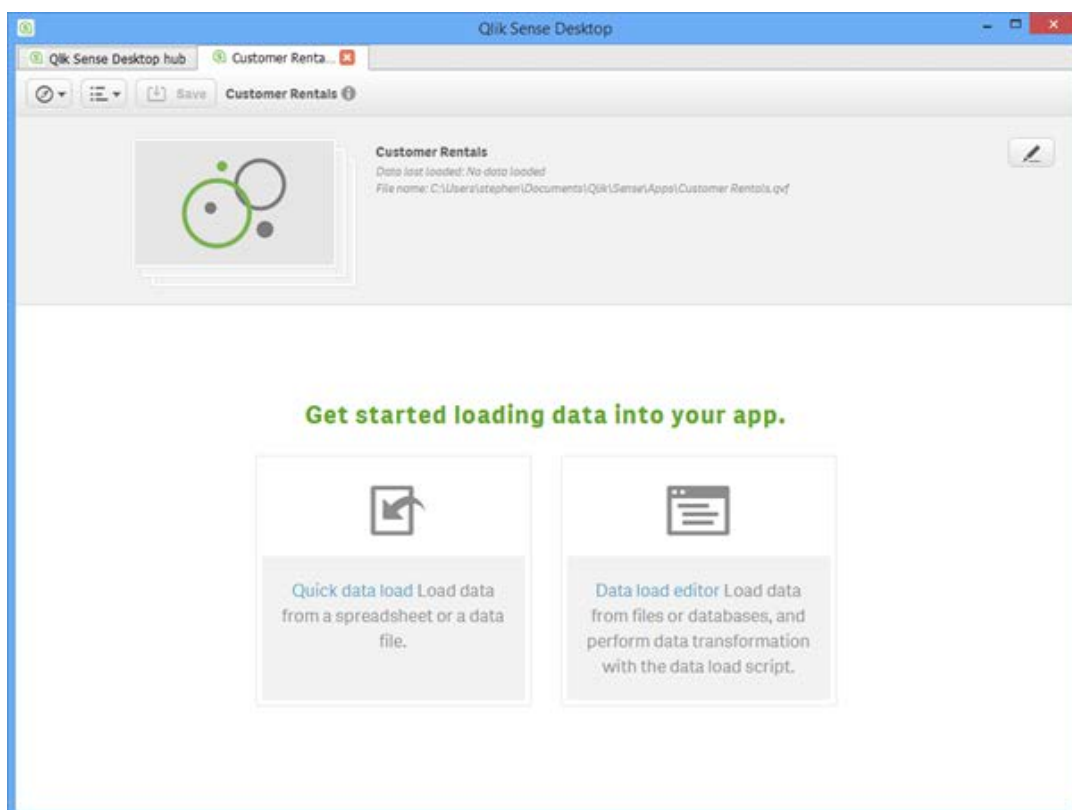 Qlik Sense Desktop
Qlik Sense Desktop hub
Customer Renta...
Save
Customer Rentals
Customer Rentals
Data last loaded: No data loaded
File name: C:\Users\stephen\Documents\Qlik\Sense\Apps\Customer Rentals.qvf
Get started loading data into your app.
Quick data load Load data
from a spreadsheet or a data
file.
Data load editor Load data
from files or databases, and
perform data transformation
with the data load script.